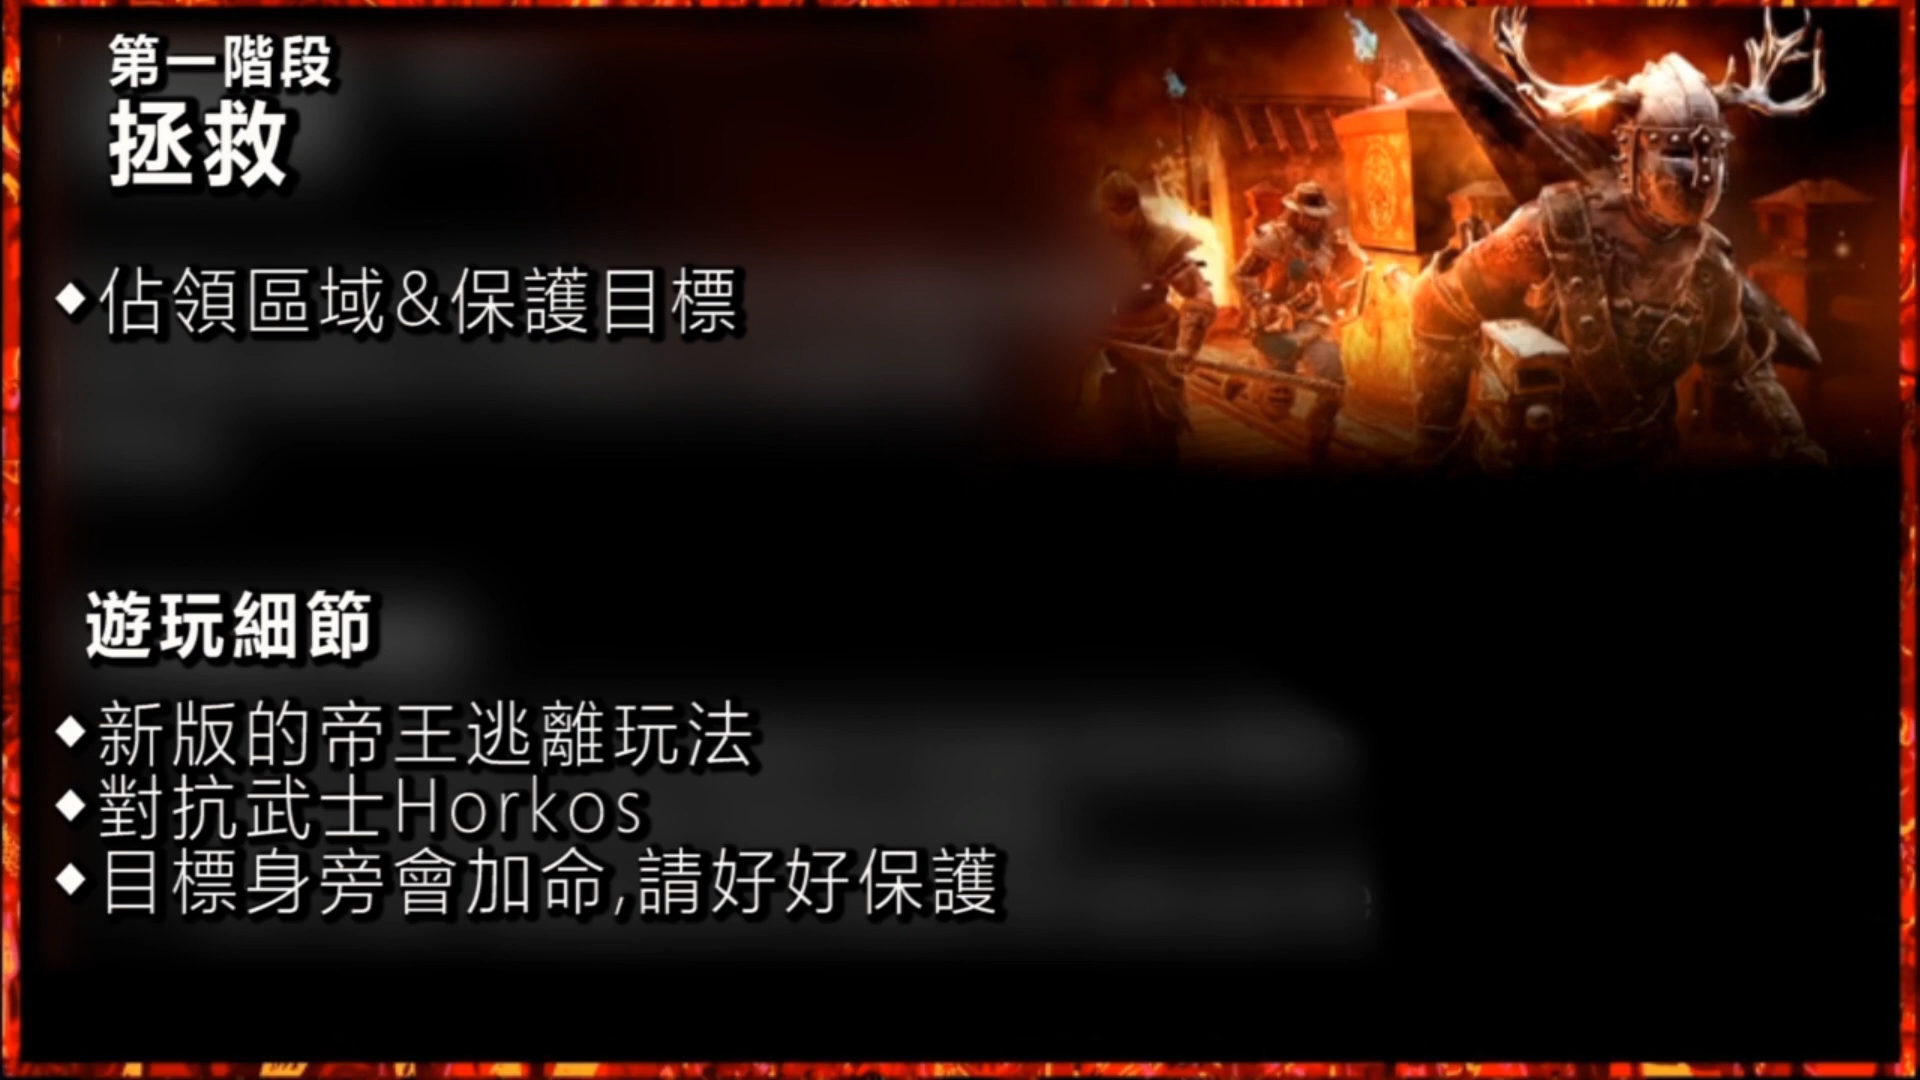 第一階段
拯救
◆佔領區域&保護目標
遊玩細節
◆新版的帝王逃離玩法
◆對抗武士Horkos
◆目標身旁會加命,請好好保護